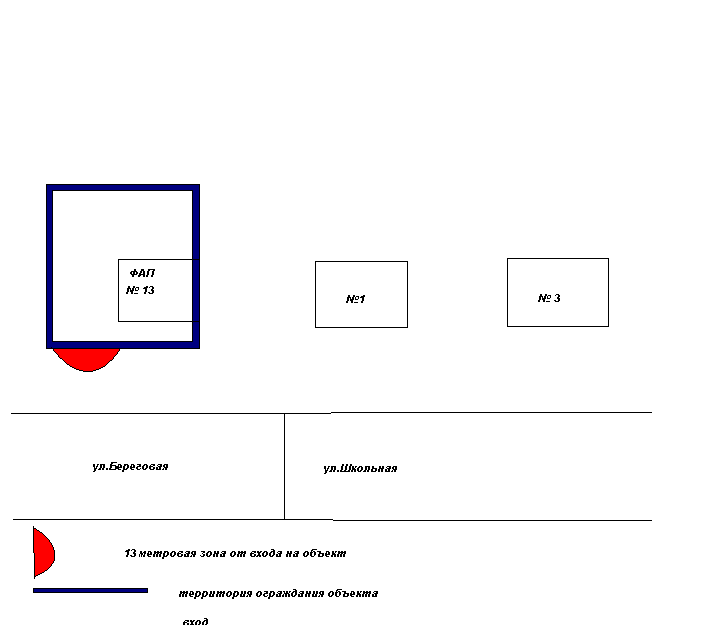 ФАП
№ 13
№1
№ 3
ул.Береговая
ул.Школьная
13 метровая зона от входа на объект
территория ограждания объекта
вход